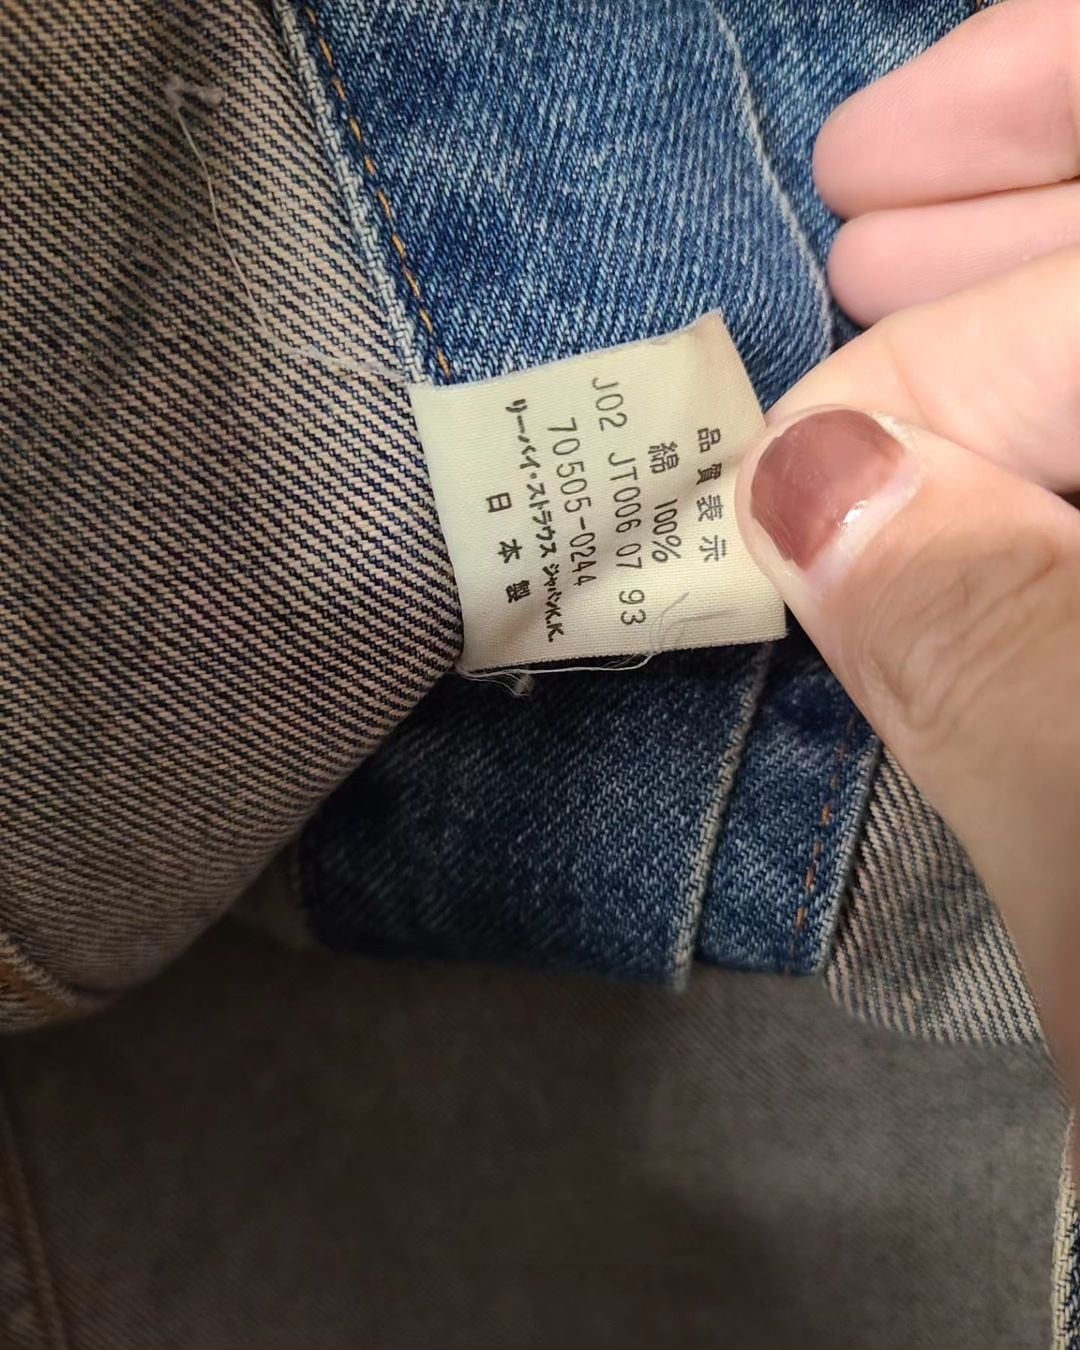 品質表示
綿 100%
J02 JT006 07 93
70505-0244
リーバイ・ストラウス ジャパンK.K.
日本製